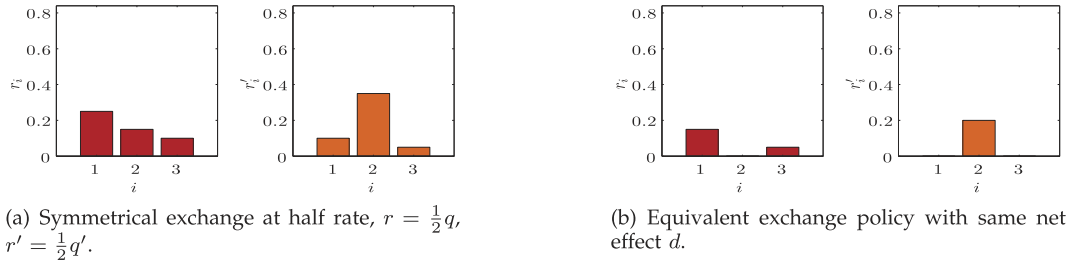 0.8
0.6
0.4
0.2
0
r_i
1 2 3
i
0.8
0.6
0.4
0.2
0
r'_i
1 2 3
i
(a) Symmetrical exchange at half rate, r = 1/2 q,
r' = 1/2 q'.
0.8
0.6
0.4
0.2
0
r_i
1 2 3
i
0.8
0.6
0.4
0.2
0
r'_i
1 2 3
i
(b) Equivalent exchange policy with same net
effect d.